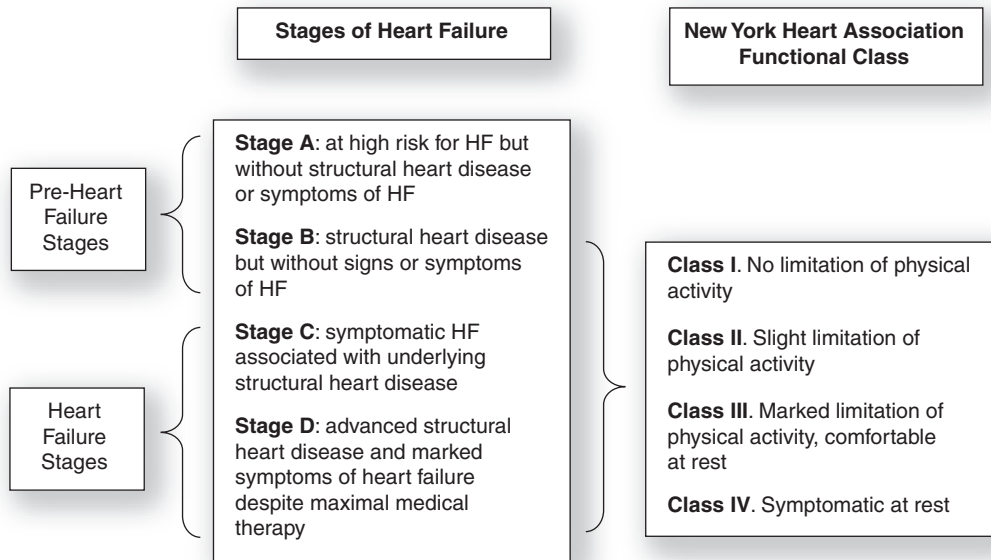 Stages of Heart Failure
New York Heart Association
Functional Class
Pre-Heart
Failure
Stages
Stage A: at high risk for HF but
without structural heart disease
or symptoms of HF
Stage B: structural heart disease
but without signs or symptoms
of HF
Heart
Failure
Stages
Stage C: symptomatic HF
associated with underlying
structural heart disease
Stage D: advanced structural
heart disease and marked
symptoms of heart failure
despite maximal medical
therapy
Class I. No limitation of physical
activity
Class II. Slight limitation of
physical activity
Class III. Marked limitation of
physical activity, comfortable
at rest
Class IV. Symptomatic at rest